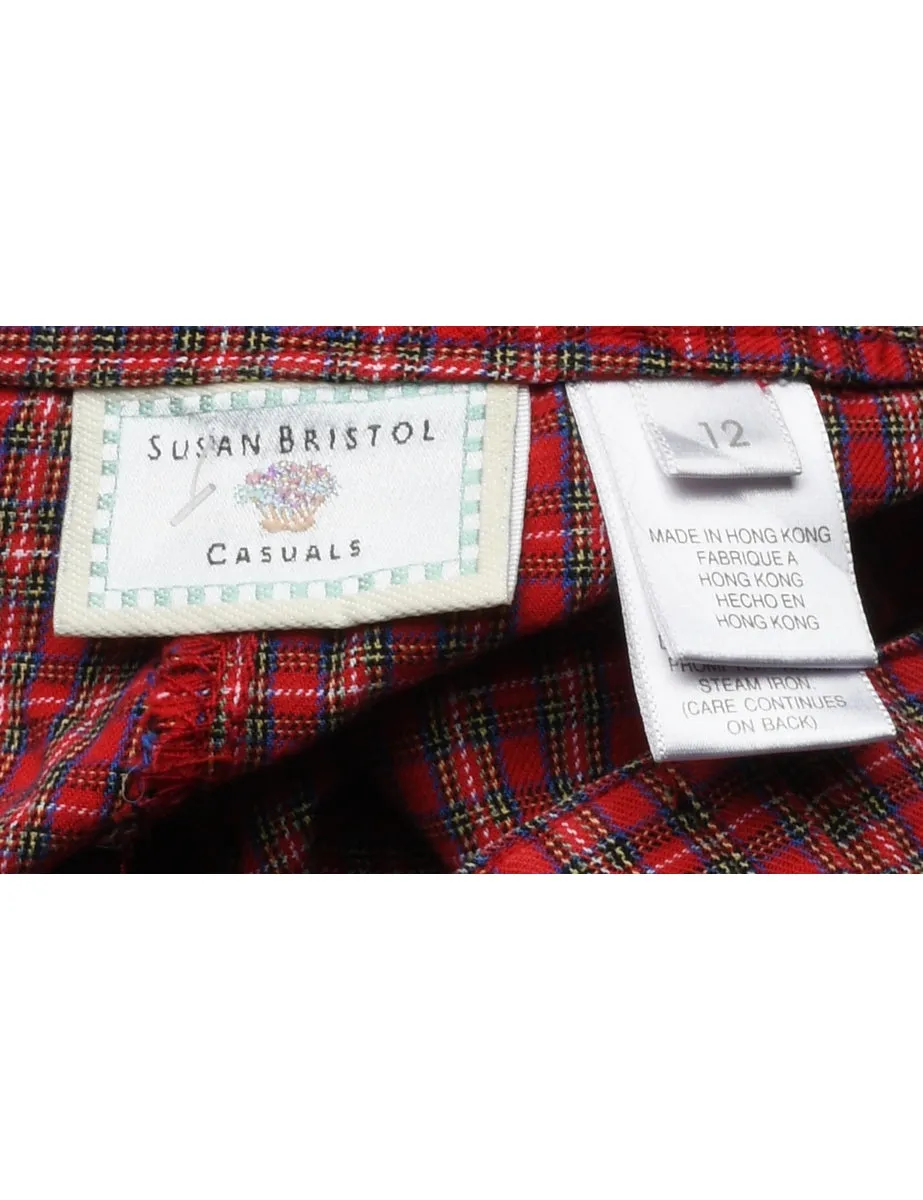 SUSAN BRISTOL
CASUALS
12
MADE IN HONG KONG
FABRIQUE A
HONG KONG
HECHO EN
HONG KONG
STEAM IRON.
(CARE CONTINUES
ON BACK)